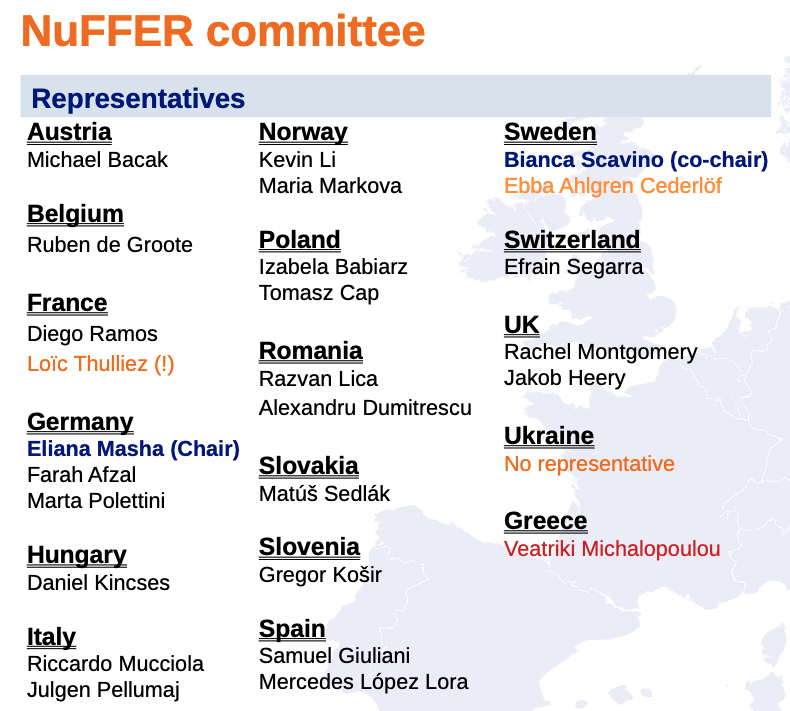 NuFFER committee
Representatives
Austria
Michael Bacak
Belgium
Ruben de Groote
France
Diego Ramos
Loïc Thulliez (!)
Germany
Eliana Masha (Chair)
Farah Afzal
Marta Polettini
Hungary
Daniel Kincses
Italy
Riccardo Mucciola
Julgen Pellumaj
Norway
Kevin Li
Maria Markova
Poland
Izabela Babiarz
Tomasz Cap
Romania
Razvan Lica
Alexandru Dumitrescu
Slovakia
Matúš Sedlák
Slovenia
Gregor Košir
Spain
Samuel Giuliani
Mercedes López Lora
Sweden
Bianca Scavino (co-chair)
Ebba Ahlgren Cederlöf
Switzerland
Efrain Segarra
UK
Rachel Montgomery
Jakob Heery
Ukraine
No representative
Greece
Veatriki Michalopoulou